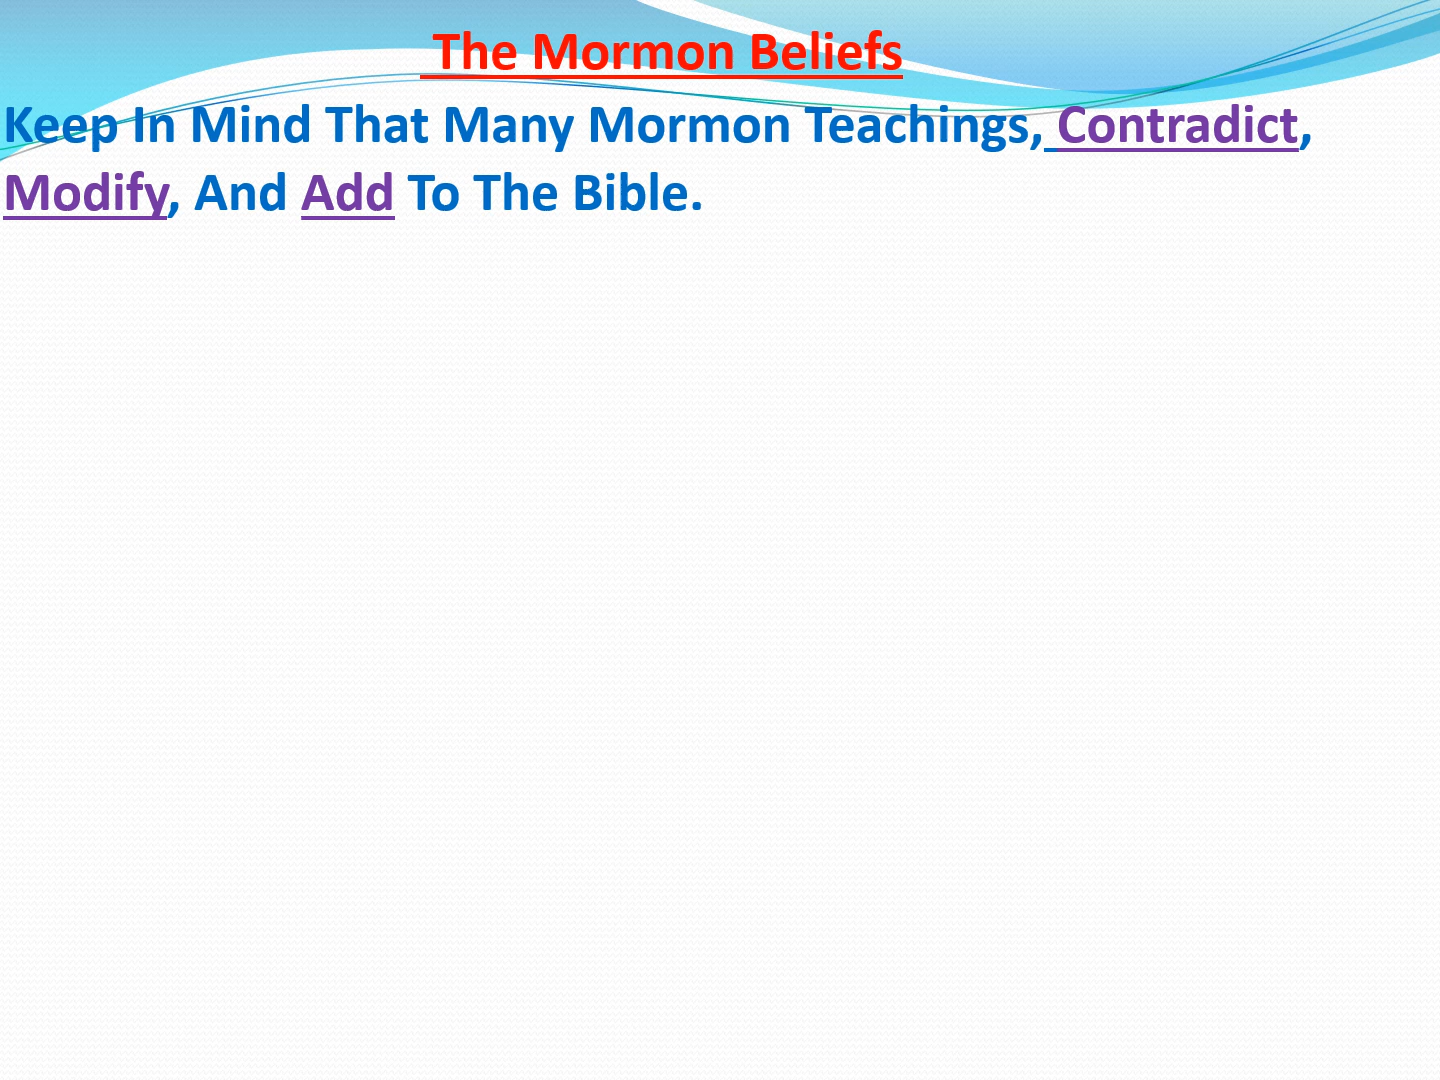 The Mormon Beliefs
Keep In Mind That Many Mormon Teachings, Contradict,
Modify, And Add To The Bible.